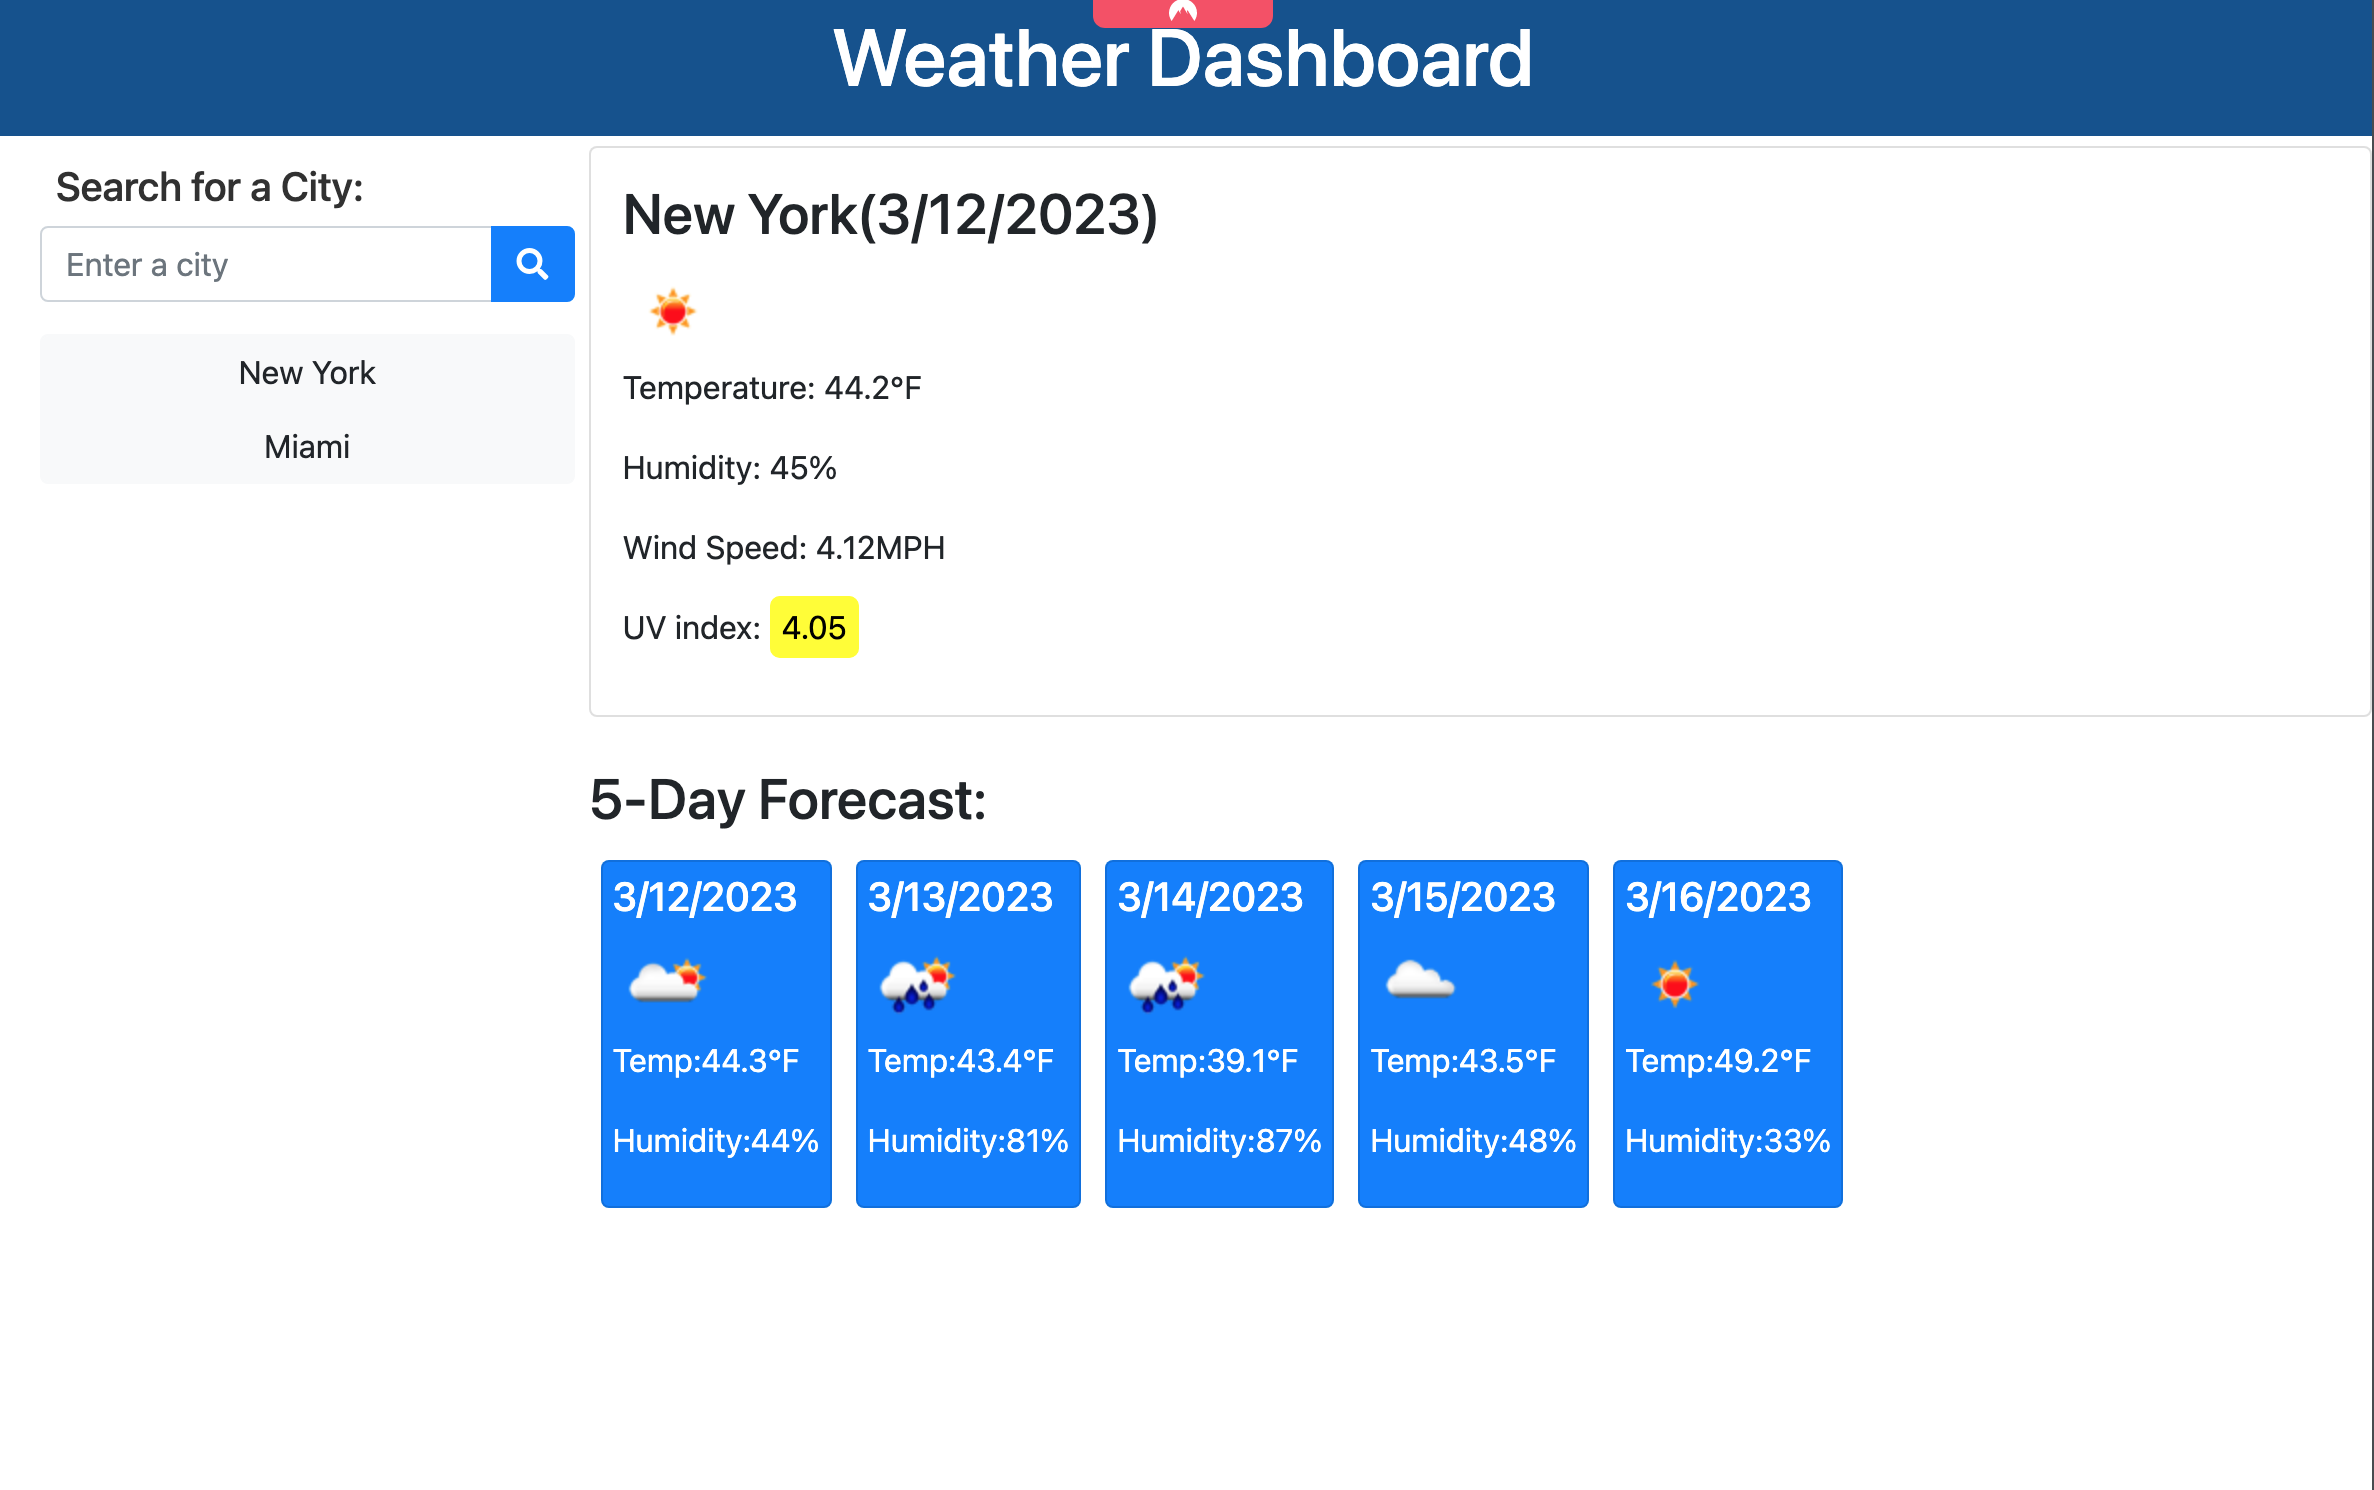 Weather Dashboard
Search for a City:
Enter a city
New York
Miami
New York(3/12/2023)
Temperature: 44.2°F
Humidity: 45%
Wind Speed: 4.12MPH
UV index: 4.05
5-Day Forecast:
3/12/2023
Temp:44.3°F
Humidity:44%
3/13/2023
Temp:43.4°F
Humidity:81%
3/14/2023
Temp:39.1°F
Humidity:87%
3/15/2023
Temp:43.5°F
Humidity:48%
3/16/2023
Temp:49.2°F
Humidity:33%